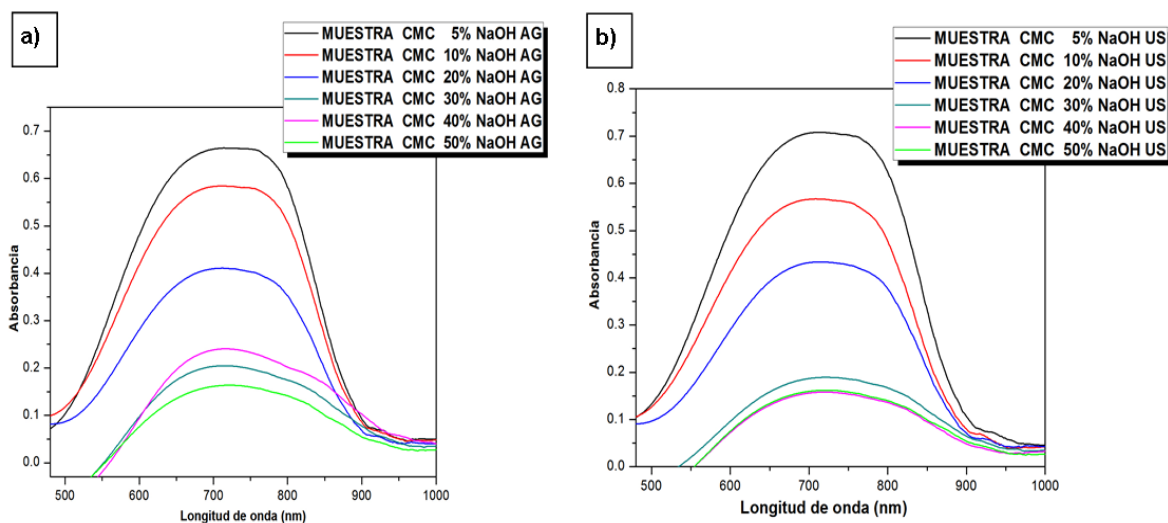 a)
MUESTRA CMC 5% NaOH AG
MUESTRA CMC 10% NaOH AG
MUESTRA CMC 20% NaOH AG
MUESTRA CMC 30% NaOH AG
MUESTRA CMC 40% NaOH AG
MUESTRA CMC 50% NaOH AG
0.7
0.6
0.5
0.4
0.3
0.2
0.1
0.0
Absorbancia
500 600 700 800 900 1000
Longitud de onda (nm)
b)
MUESTRA CMC 5% NaOH US
MUESTRA CMC 10% NaOH US
MUESTRA CMC 20% NaOH US
MUESTRA CMC 30% NaOH US
MUESTRA CMC 40% NaOH US
MUESTRA CMC 50% NaOH US
0.8
0.7
0.6
0.5
0.4
0.3
0.2
0.1
0.0
Absorbancia
500 600 700 800 900 1000
Longitud de onda (nm)